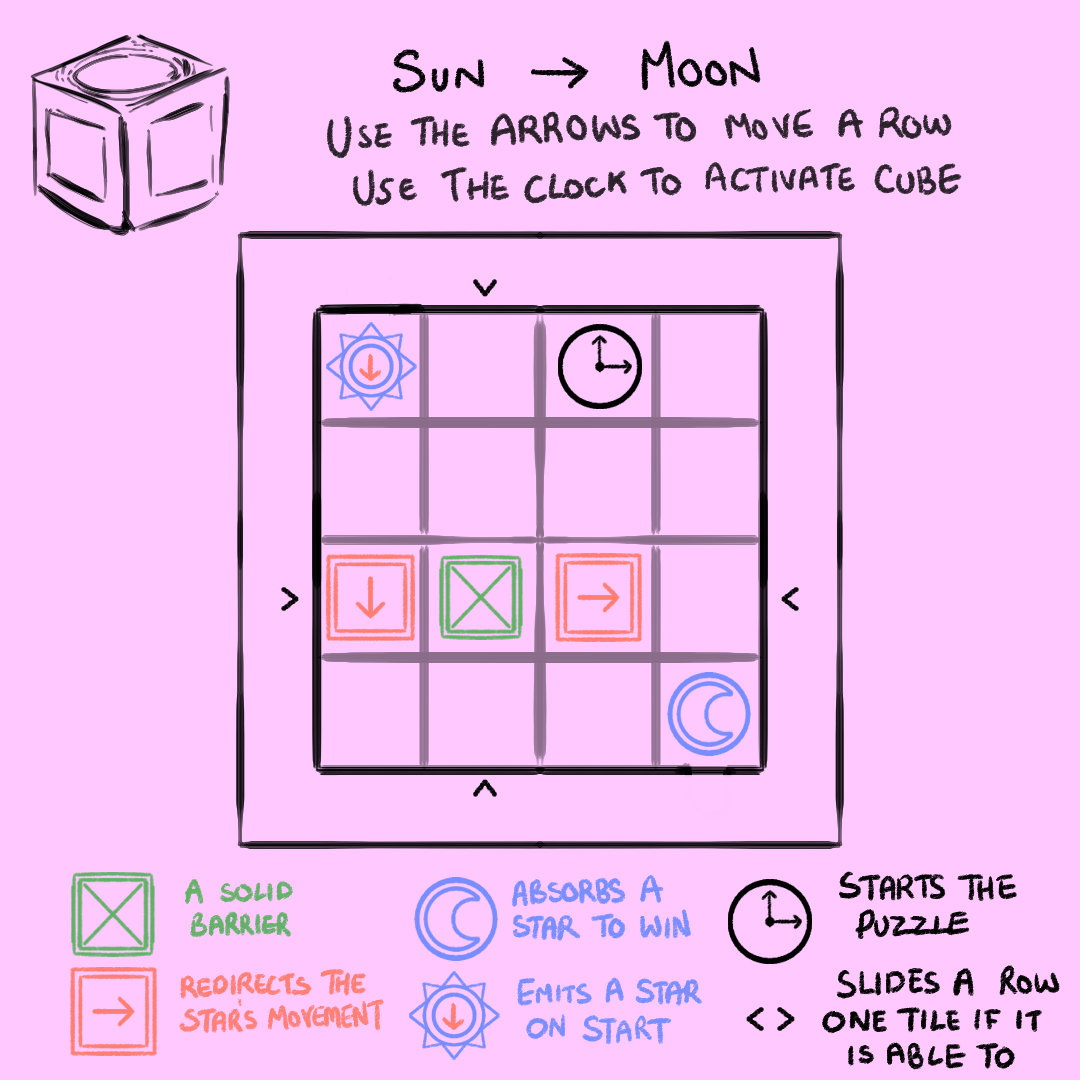 SUN → MOON
USE THE ARROWS TO MOVE A ROW
USE THE CLOCK TO ACTIVATE CUBE
A SOLID
BARRIER
ABSORBS A
STAR TO WIN
STARTS THE
PUZZLE
REDIRECTS THE
STAR'S MOVEMENT
EMITS A STAR
ON START
< >
SLIDES A ROW
ONE TILE IF IT
IS ABLE TO